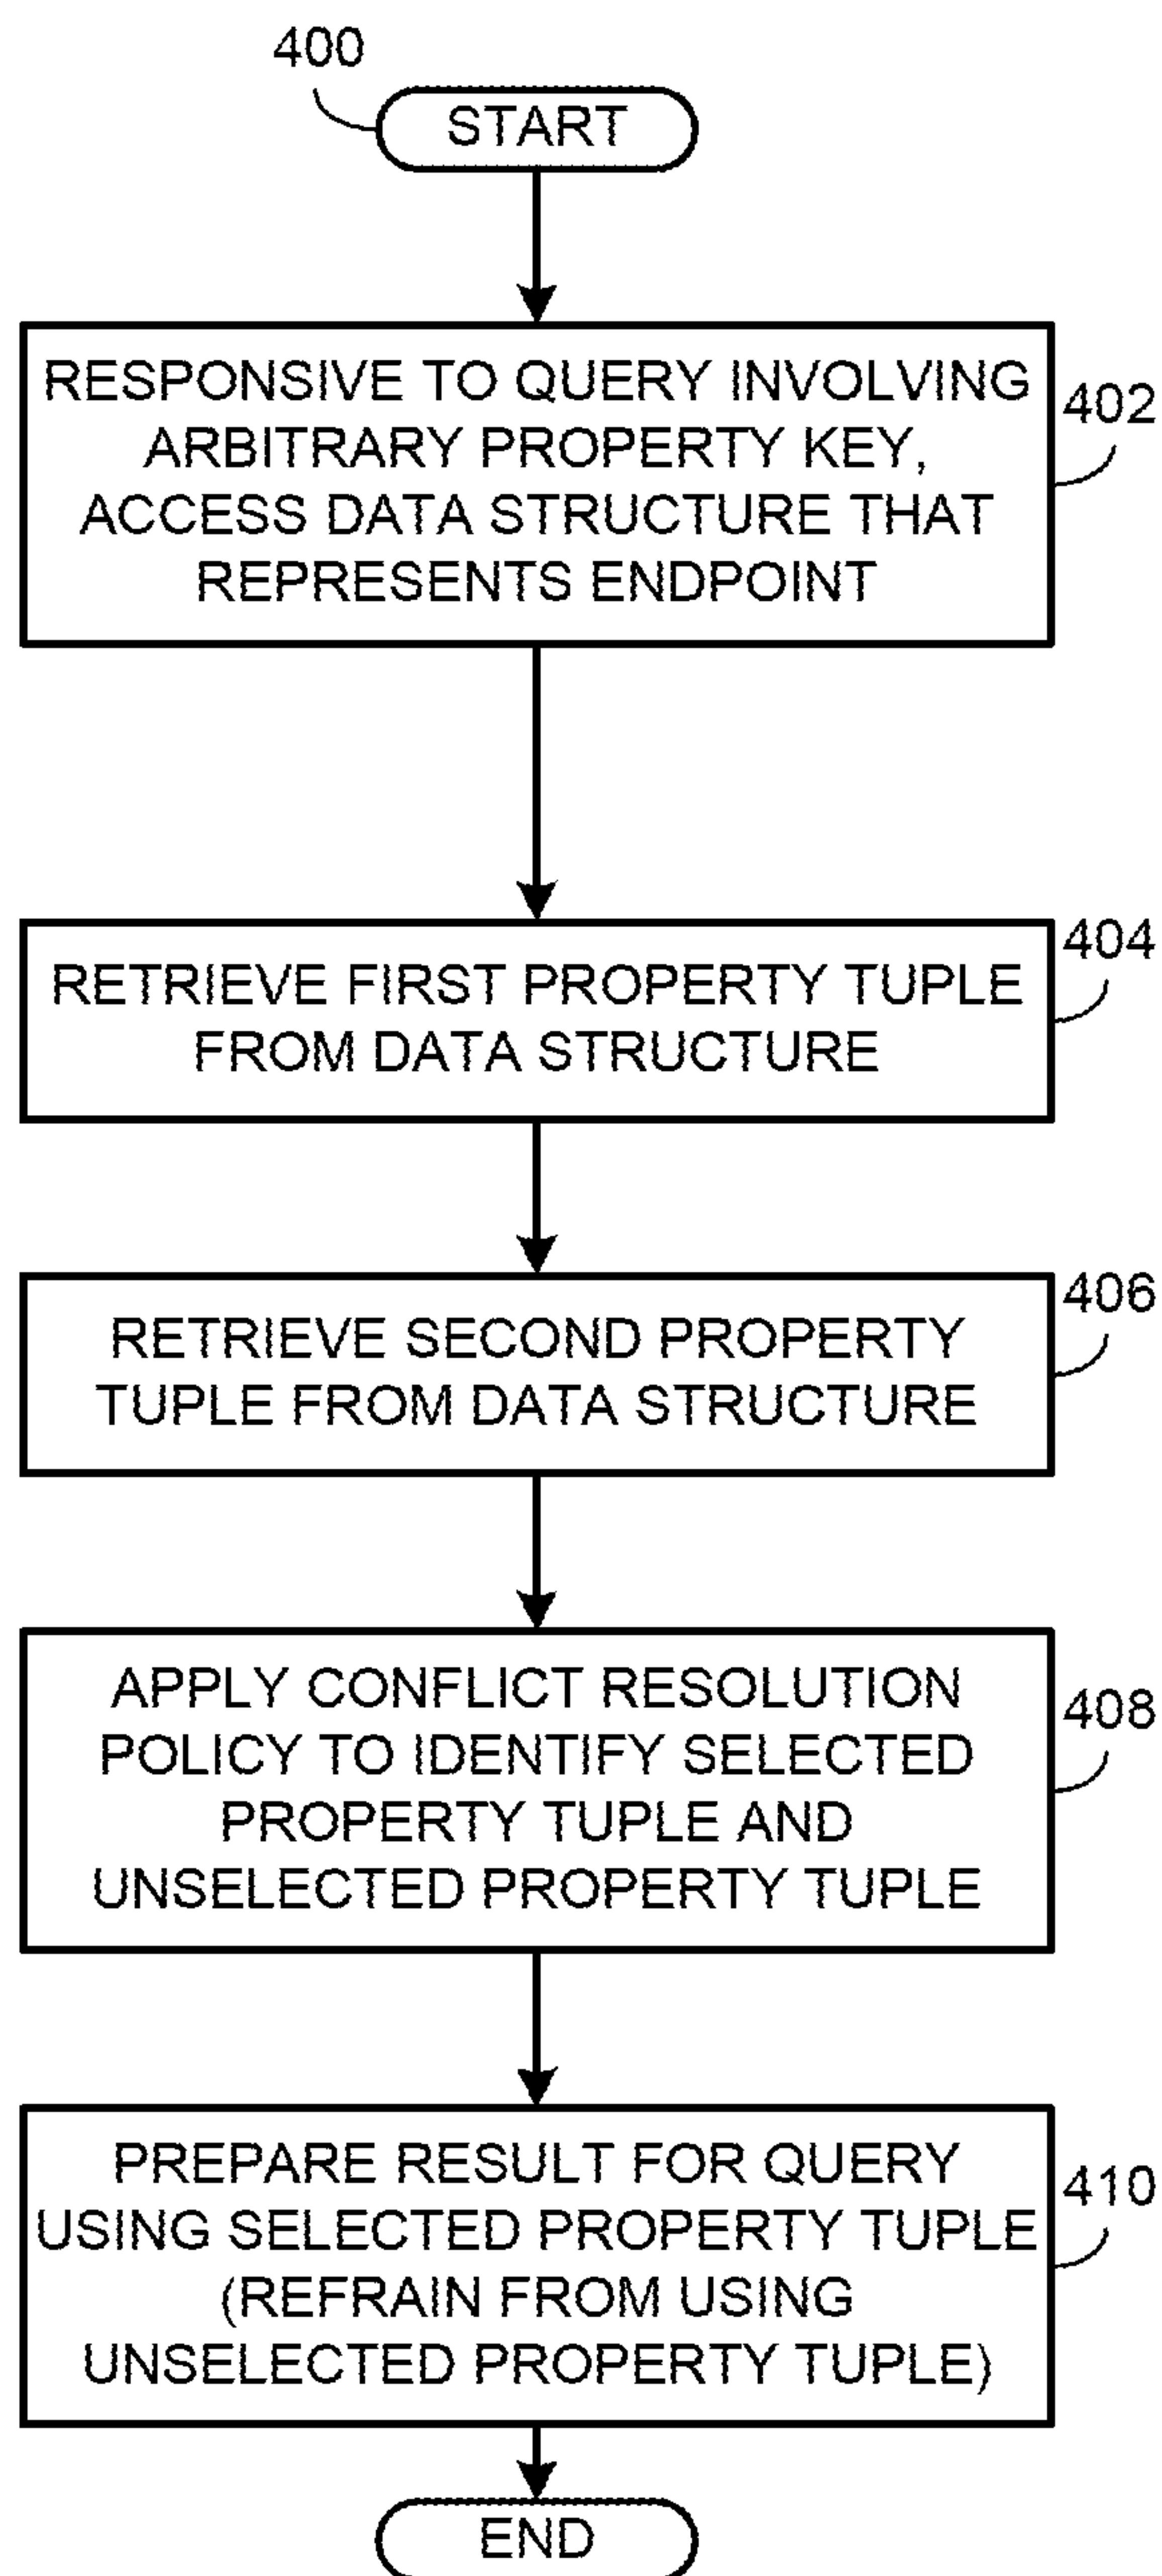 400
START
RESPONSIVE TO QUERY INVOLVING
ARBITRARY PROPERTY KEY,
ACCESS DATA STRUCTURE THAT
REPRESENTS ENDPOINT
402
RETRIEVE FIRST PROPERTY TUPLE
FROM DATA STRUCTURE
404
RETRIEVE SECOND PROPERTY
TUPLE FROM DATA STRUCTURE
406
APPLY CONFLICT RESOLUTION
POLICY TO IDENTIFY SELECTED
PROPERTY TUPLE AND
UNSELECTED PROPERTY TUPLE
408
PREPARE RESULT FOR QUERY
USING SELECTED PROPERTY TUPLE
(REFRAIN FROM USING
UNSELECTED PROPERTY TUPLE)
410
END